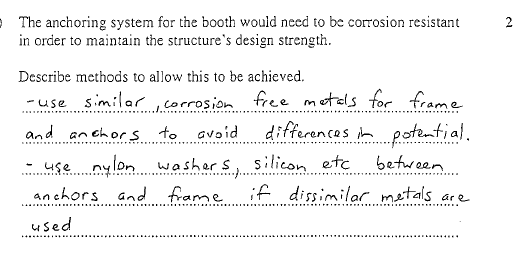 ) The anchoring system for the booth would need to be corrosion resistant 2
in order to maintain the structure's design strength.
Describe methods to allow this to be achieved.
- use similar, corrosion free metals for frame
and anchors to avoid differences in potential.
- use nylon washers, silicon etc between
anchors and frame if dissimilar metals are
used